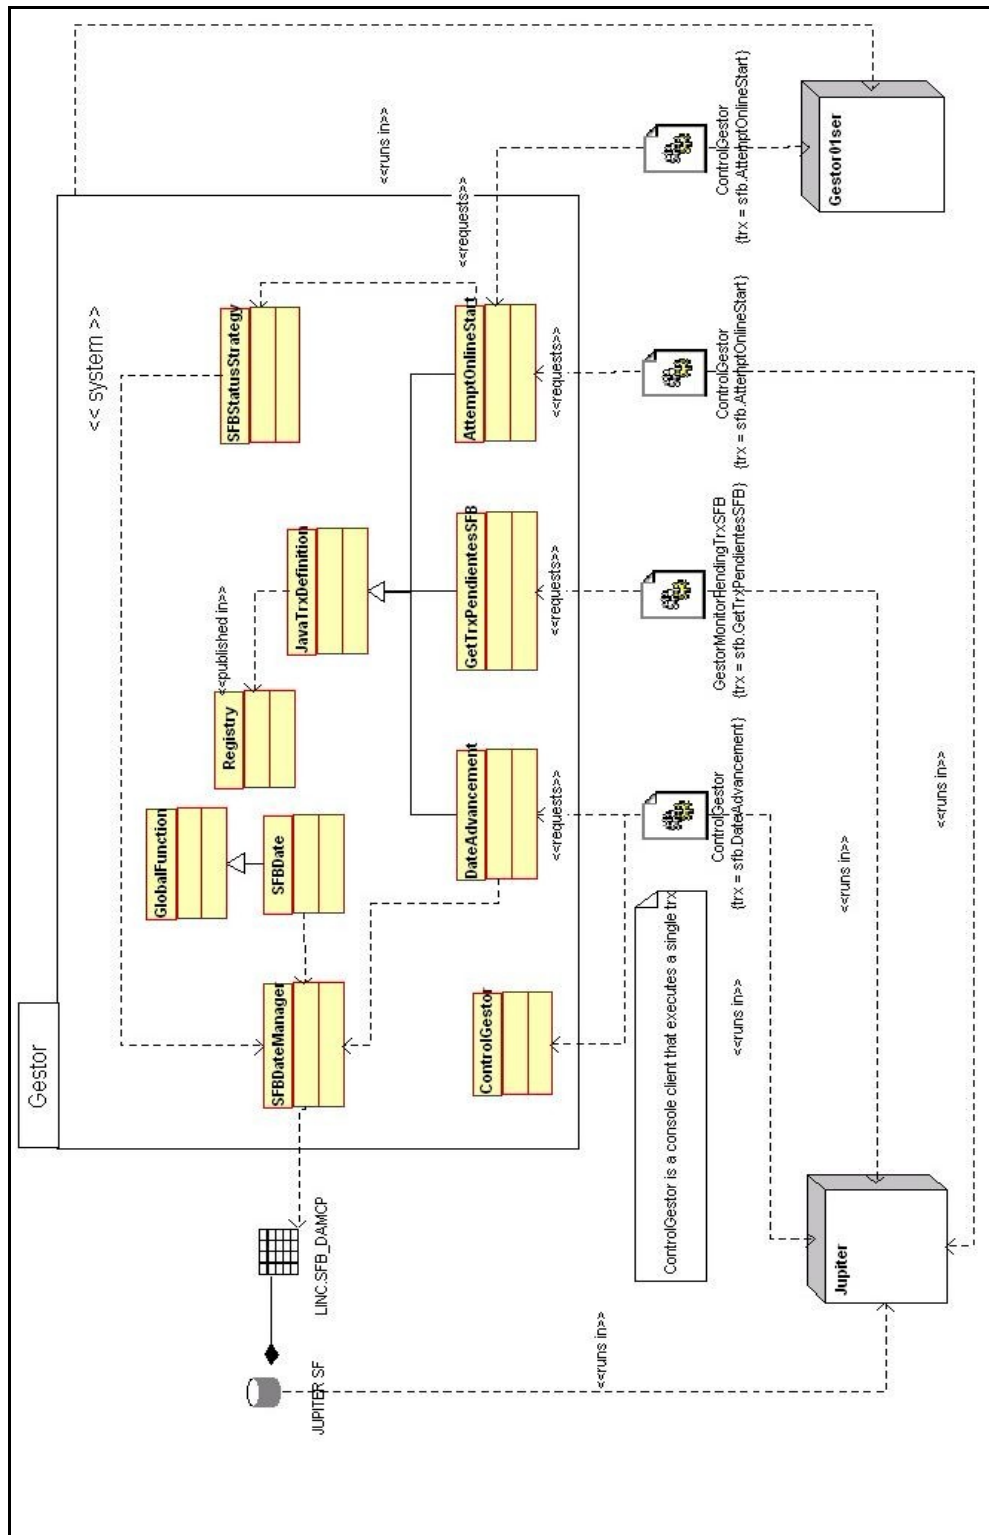 Gestor
<< system >>
<<runs in>>
JUPITER SF
LINC.SFB_DAMCP
SFBDateManager
GlobalFunction
SFBDate
Registry
<<published in>>
JavaTrxDefinition
SFBStatusStrategy
<<requests>>
ControlGestor
DateAdvancement
GetTrxPendientesSFB
AttemptOnlineStart
<<requests>>
<<requests>>
<<requests>>
<<runs in>>
ControlGestor is a console client that executes a single trx
ControlGestor
{trx = sfb.DateAdvancement}
GestorMonitorPendingTrxSFB
{trx = sfb.GetTrxPendientesSFB}
ControlGestor
{trx = sfb.AttemptOnlineStart}
ControlGestor
{trx = sfb.AttemptOnlineStart}
<<runs in>>
<<runs in>>
<<runs in>>
Jupiter
Gestor01ser